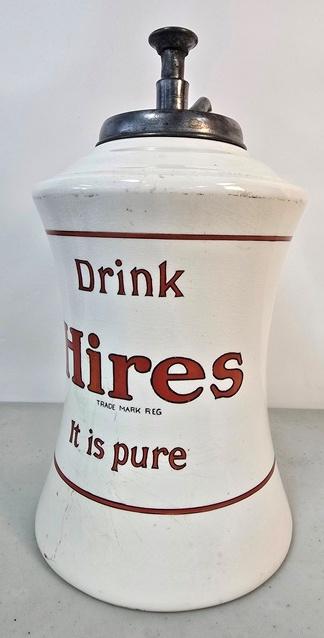 Drink
Hires
TRADE MARK REG
It is pure